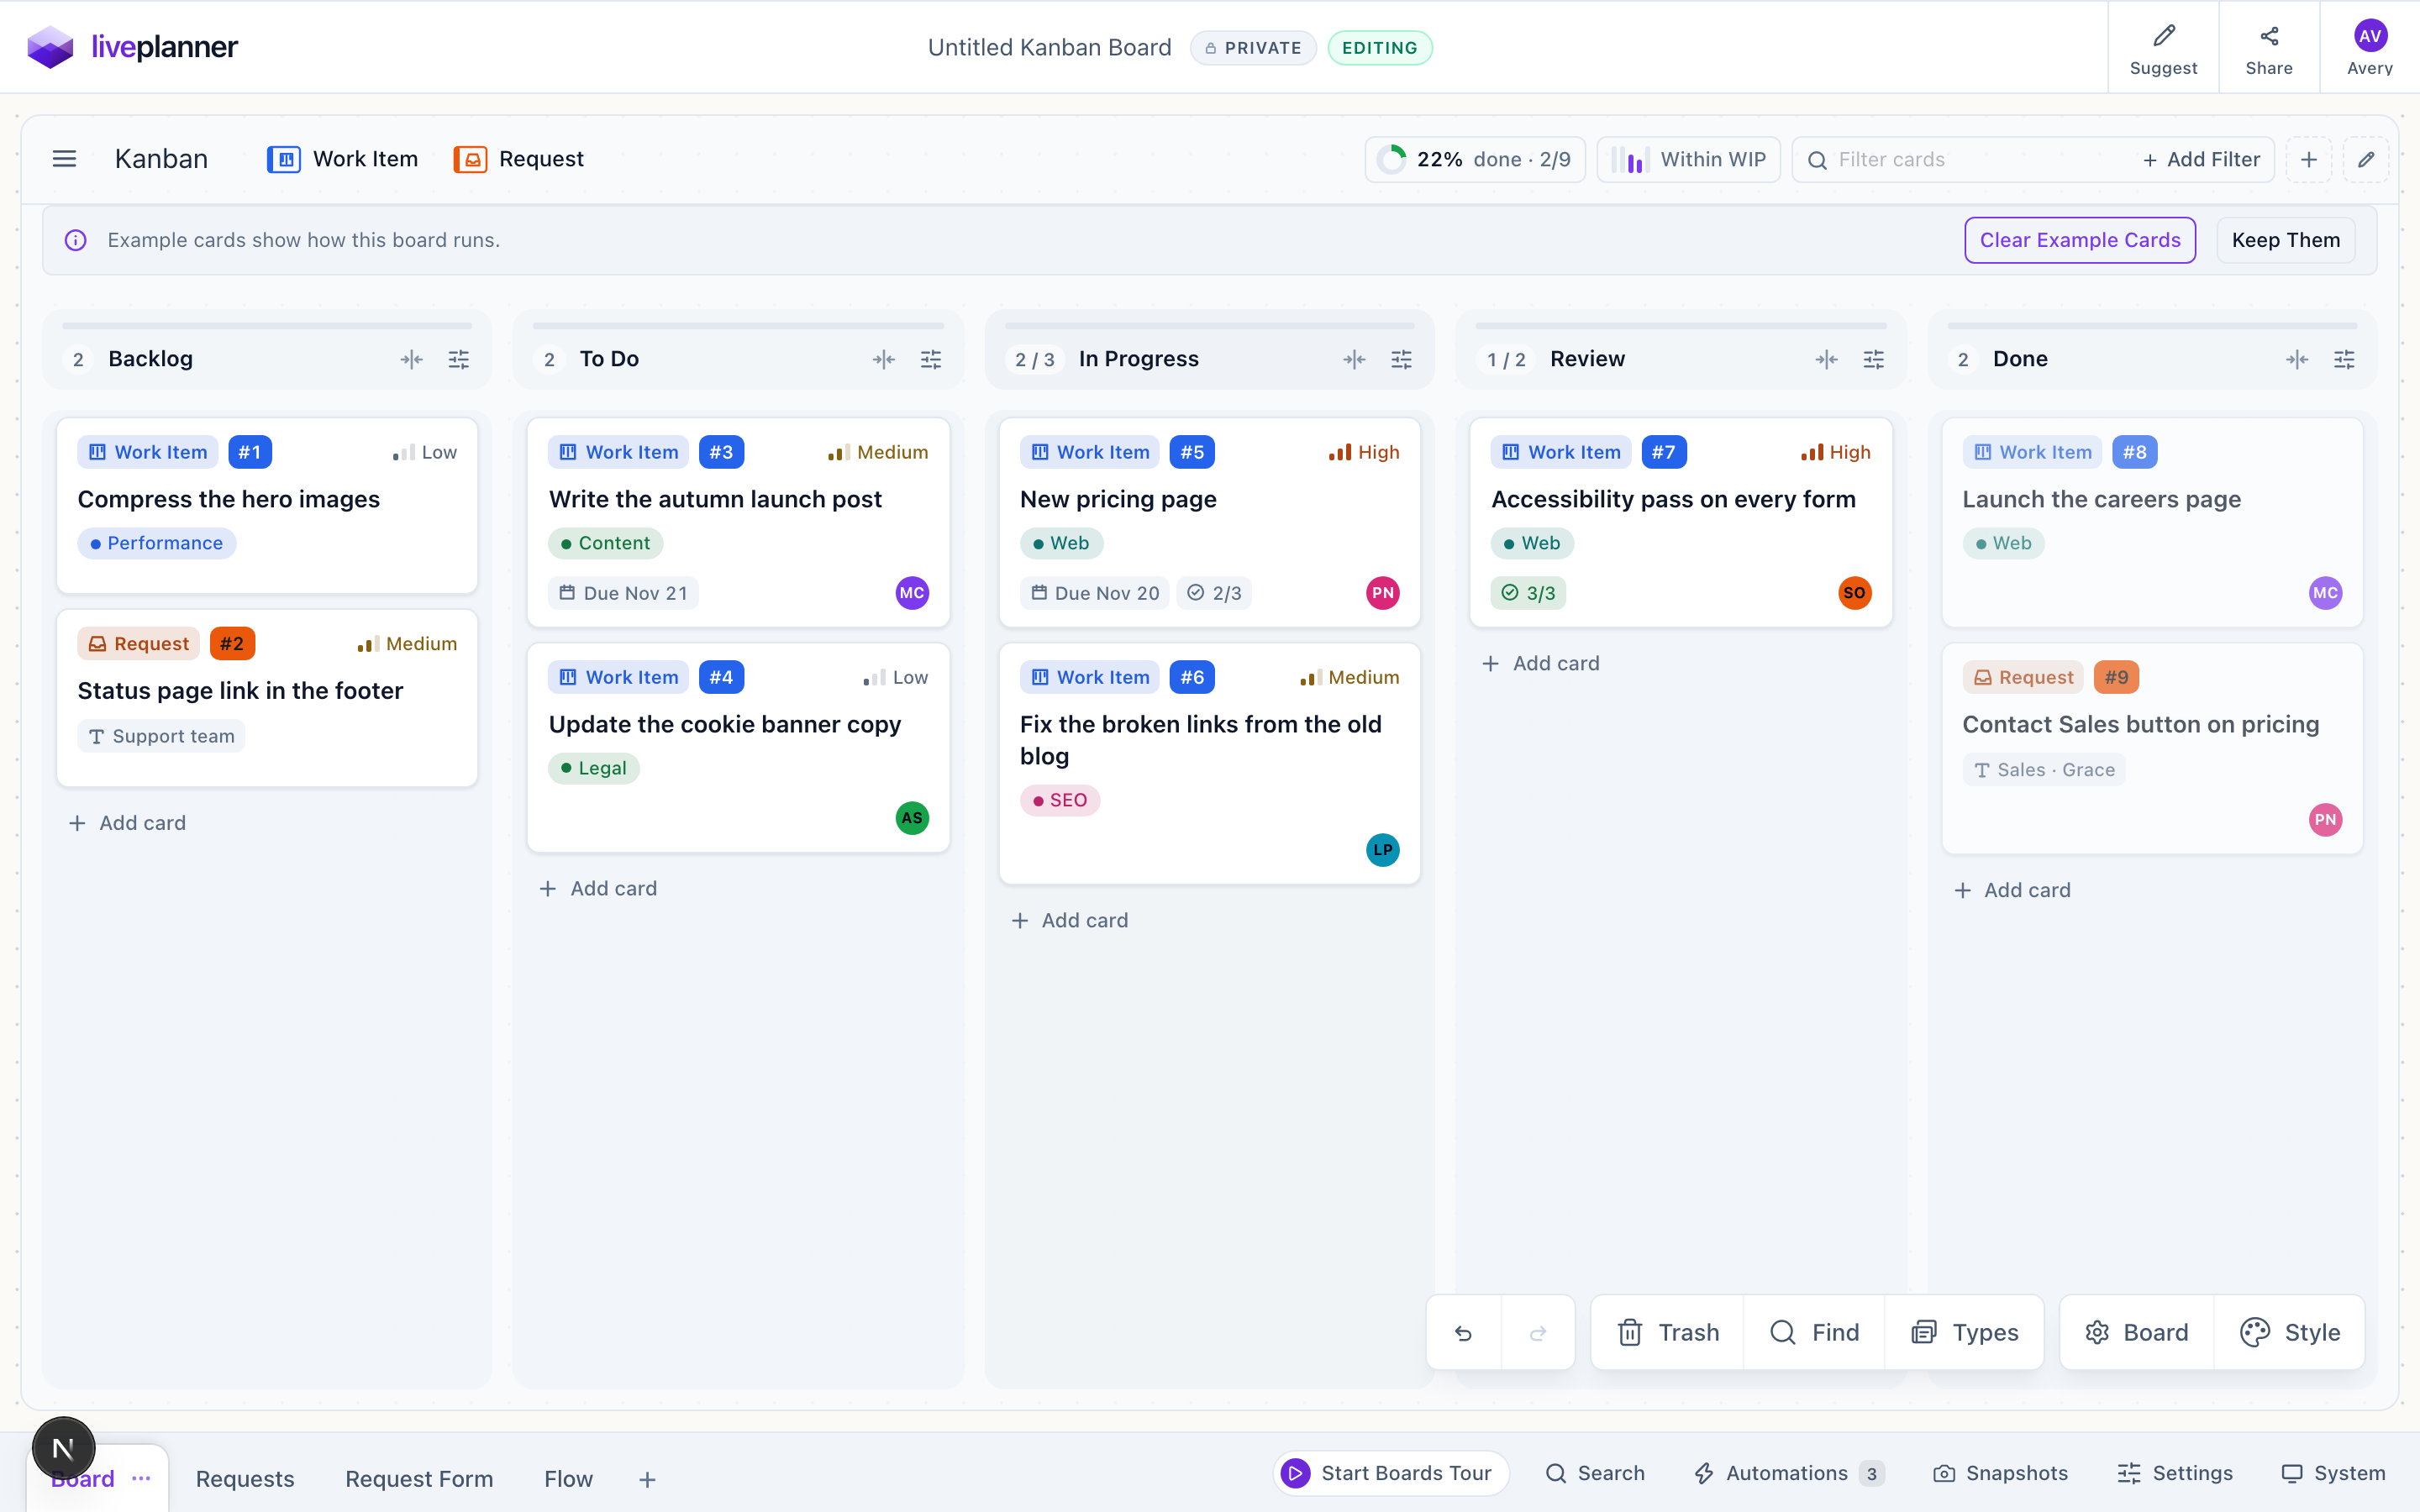 liveplanner
Untitled Kanban Board
PRIVATE
EDITING
Suggest
Share
AV
Avery
Kanban
Work Item
Request
22% done · 2/9
Within WIP
Filter cards
+ Add Filter
Example cards show how this board runs.
Clear Example Cards
Keep Them
2 Backlog
Work Item #1 Low
Compress the hero images
Performance
Request #2 Medium
Status page link in the footer
Support team
+ Add card
2 To Do
Work Item #3 Medium
Write the autumn launch post
Content
Due Nov 21 MC
Work Item #4 Low
Update the cookie banner copy
Legal
AS
+ Add card
2 / 3 In Progress
Work Item #5 High
New pricing page
Web
Due Nov 20 2/3 PN
Work Item #6 Medium
Fix the broken links from the old
blog
SEO
LP
+ Add card
1 / 2 Review
Work Item #7 High
Accessibility pass on every form
Web
3/3 SO
+ Add card
2 Done
Work Item #8
Launch the careers page
Web
MC
Request #9
Contact Sales button on pricing
Sales · Grace
PN
+ Add card
Trash
Find
Types
Board
Style
N
Board ···
Requests
Request Form
Flow
+
Start Boards Tour
Search
Automations 3
Snapshots
Settings
System